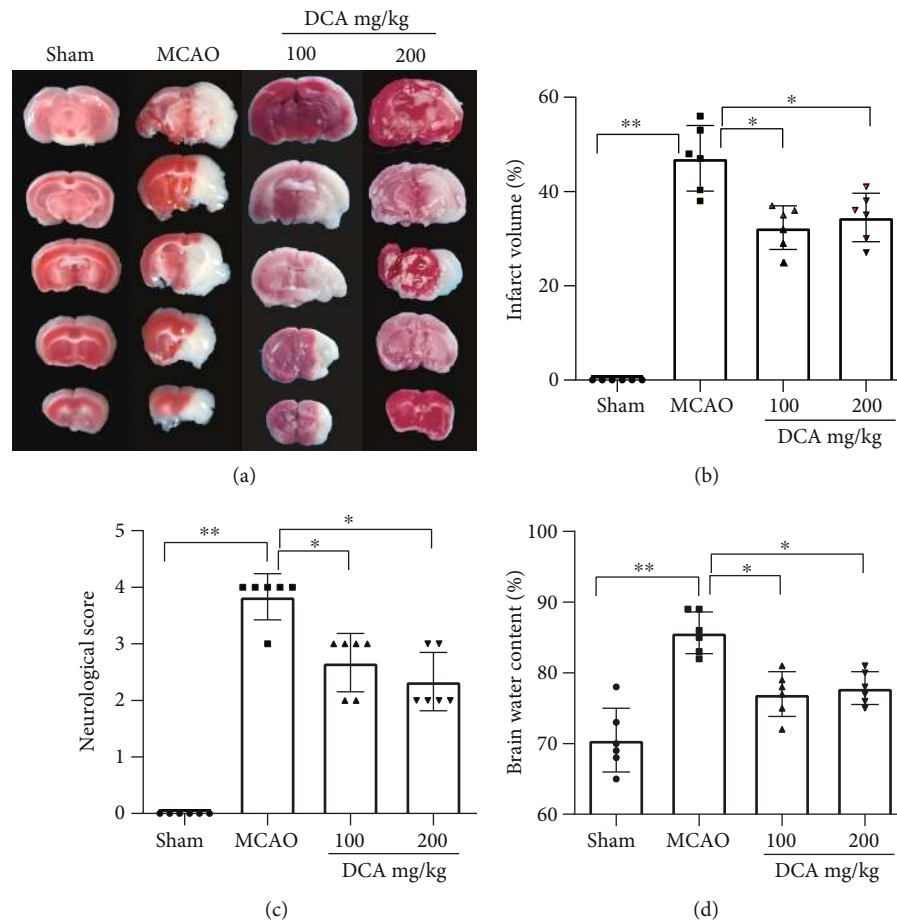 DCA mg/kg
Sham MCAO 100 200
(a)
60
40
20
0
Infarct volume (%)
** * *
Sham MCAO 100 200
DCA mg/kg
(b)
5
4
3
2
1
0
Neurological score
** * *
Sham MCAO 100 200
DCA mg/kg
(c)
100
90
80
70
60
Brain water content (%)
** * *
Sham MCAO 100 200
DCA mg/kg
(d)